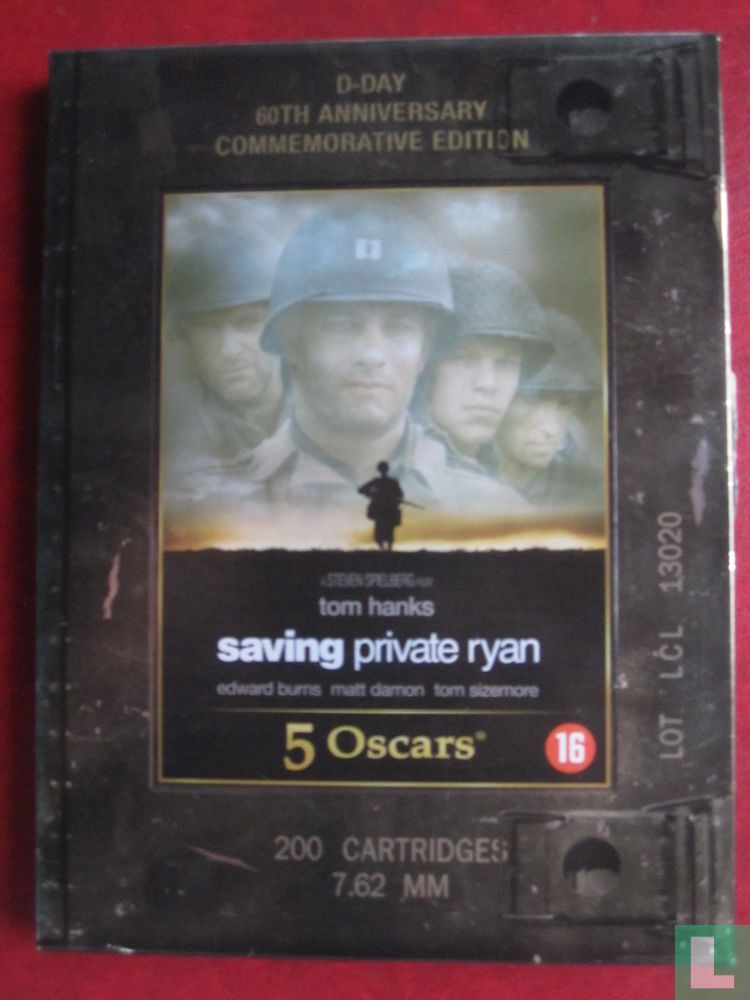 D-DAY
60TH ANNIVERSARY
COMMEMORATIVE EDITION
A STEVEN SPIELBERG FILM
tom hanks
saving private ryan
edward burns matt damon tom sizemore
5 Oscars®
16
LOT LCL 13020
200 CARTRIDGES
7.62 MM
L